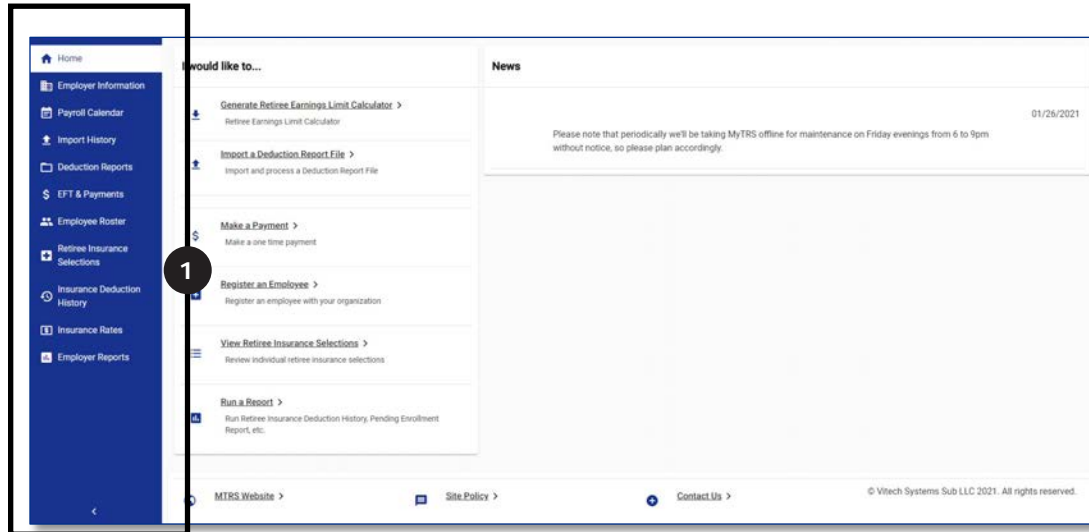 Home
Employer Information
Payroll Calendar
Import History
Deduction Reports
EFT & Payments
Employee Roster
Retiree Insurance
Selections
Insurance Deduction
History
Insurance Rates
Employer Reports
1
I would like to...
Generate Retiree Earnings Limit Calculator >
Retiree Earnings Limit Calculator
Import a Deduction Report File >
Import and process a Deduction Report File
Make a Payment >
Make a one time payment
Register an Employee >
Register an employee with your organization
View Retiree Insurance Selections >
Review individual retiree insurance selections
Run a Report >
Run Retiree Insurance Deduction History, Pending Enrollment
Report, etc.
News
01/26/2021
Please note that periodically we'll be taking MyTRS offline for maintenance on Friday evenings from 6 to 9pm
without notice, so please plan accordingly.
MTRS Website >
Site Policy >
Contact Us >
© Vitech Systems Sub LLC 2021. All rights reserved.